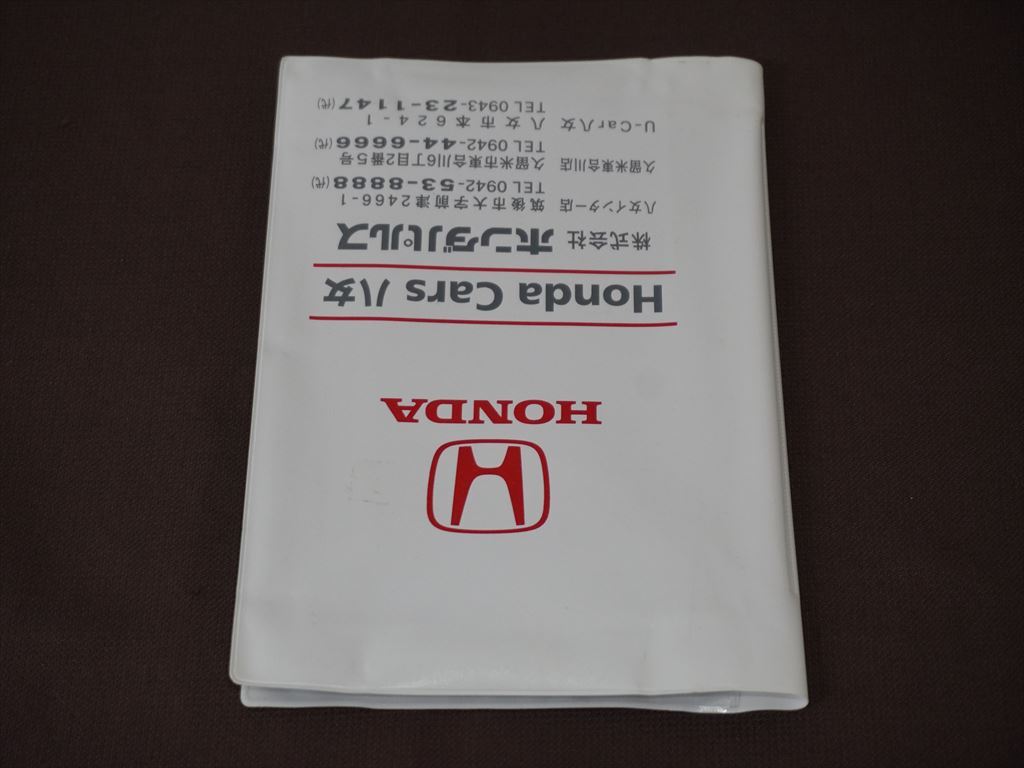 HONDA
Honda Cars 八女
株式会社 ホンダパルズ
八女インター店 筑後市大字前津2466-1
TEL 0942-53-8888(代)
久留米東合川店 久留米市東合川6丁目2番5号
TEL 0942-44-6666(代)
U-Car八女 八女市本624-1
TEL 0943-23-1147(代)